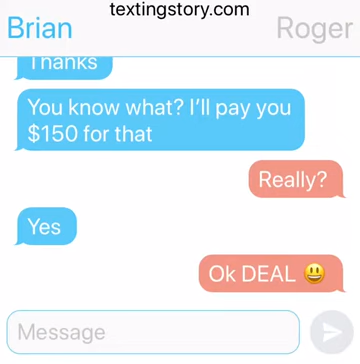 textingstory.com
Brian
Roger
Thanks
You know what? I'll pay you
$150 for that
Really?
Yes
Ok DEAL 😃
Message